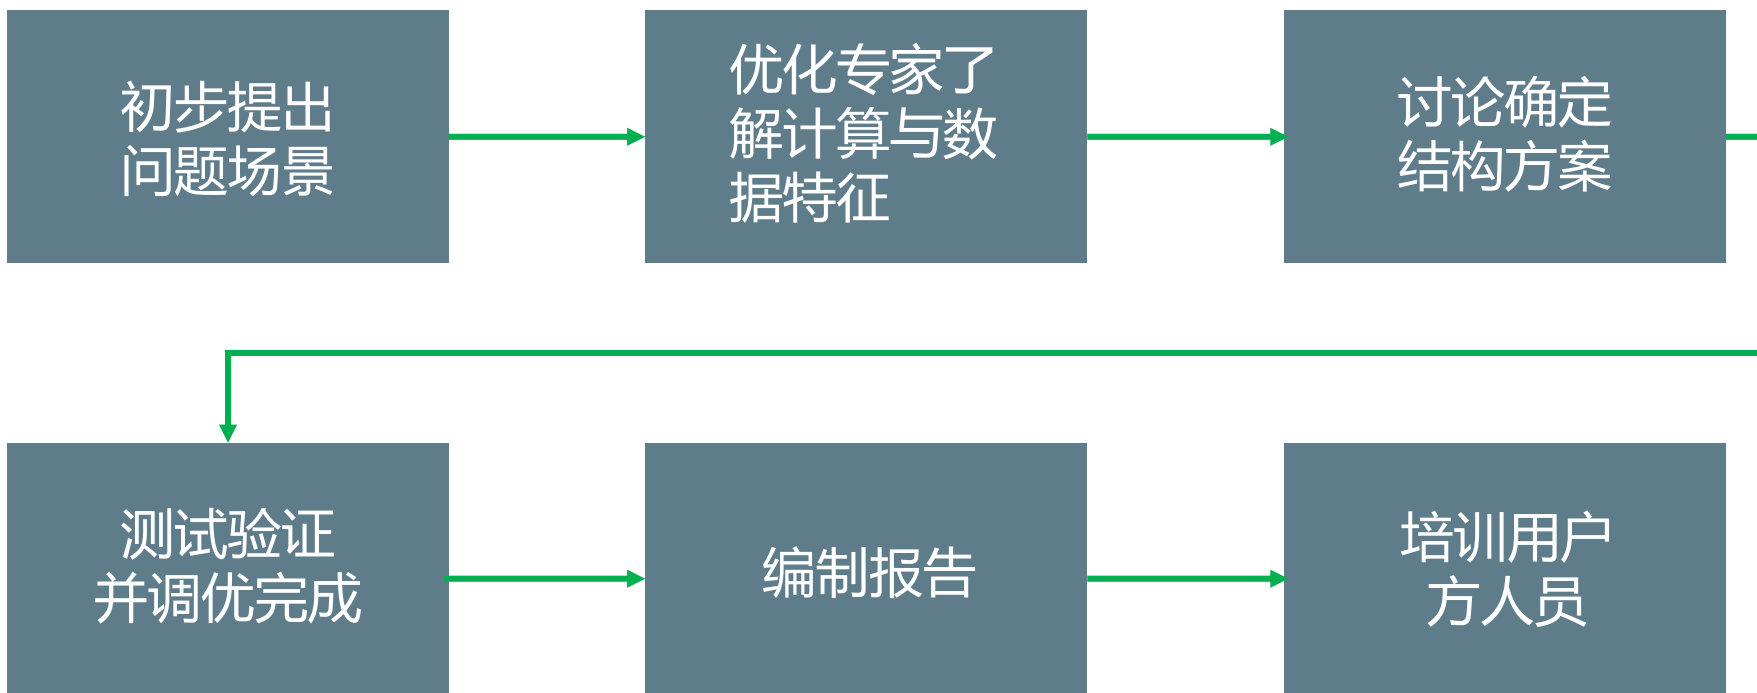 初步提出
问题场景
优化专家了
解计算与数
据特征
讨论确定
结构方案
测试验证
并调优完成
编制报告
培训用户
方人员